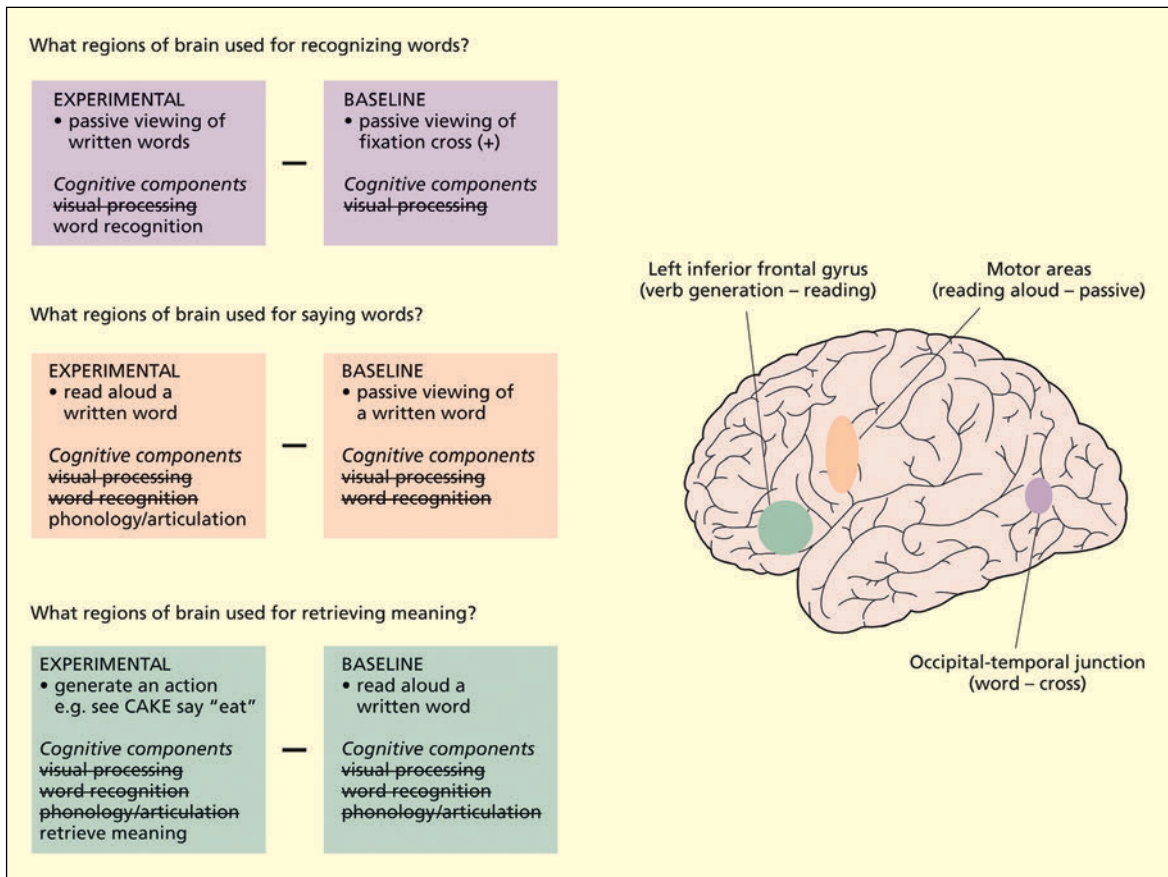 What regions of brain used for recognizing words?
EXPERIMENTAL
• passive viewing of
written words
Cognitive components
visual processing
word recognition
–
BASELINE
• passive viewing of
fixation cross (+)
Cognitive components
visual processing
What regions of brain used for saying words?
EXPERIMENTAL
• read aloud a
written word
Cognitive components
visual processing
word recognition
phonology/articulation
–
BASELINE
• passive viewing of
a written word
Cognitive components
visual processing
word recognition
What regions of brain used for retrieving meaning?
EXPERIMENTAL
• generate an action
e.g. see CAKE say “eat”
Cognitive components
visual processing
word recognition
phonology/articulation
retrieve meaning
–
BASELINE
• read aloud a
written word
Cognitive components
visual processing
word recognition
phonology/articulation
Left inferior frontal gyrus
(verb generation – reading)
Motor areas
(reading aloud – passive)
Occipital-temporal junction
(word – cross)